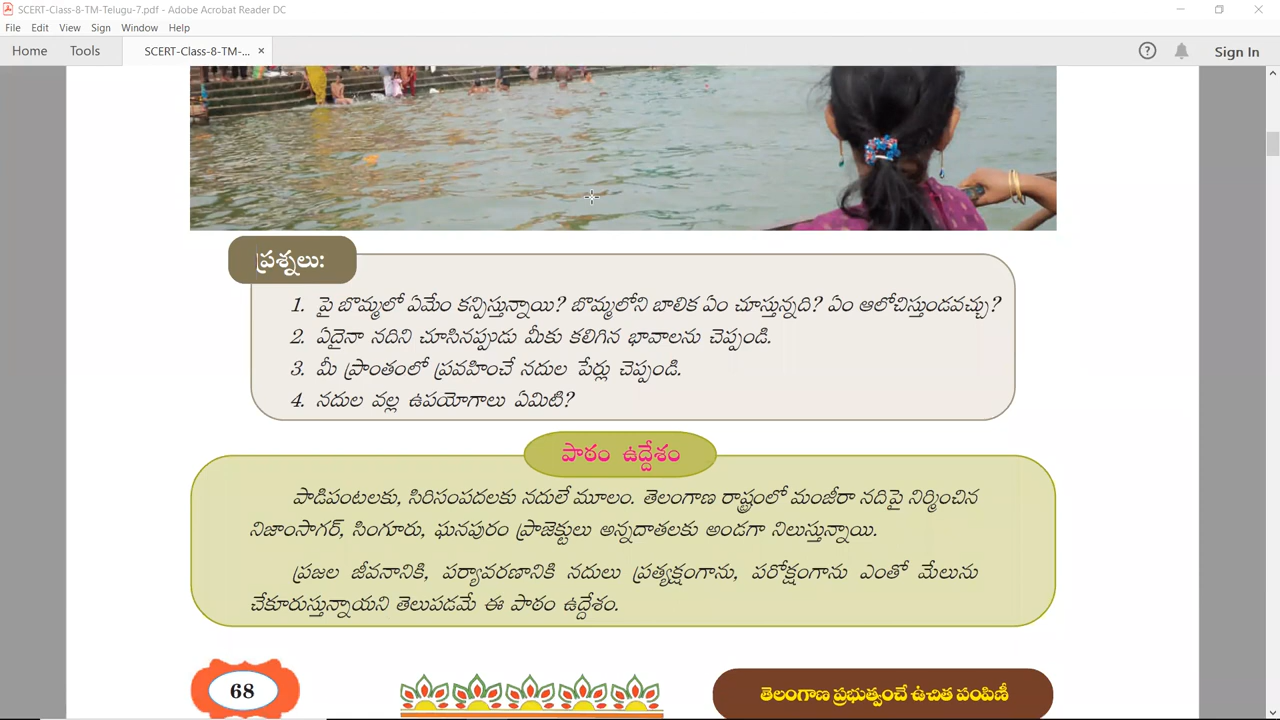 SCERT-Class-8-TM-Telugu-7.pdf - Adobe Acrobat Reader DC
File Edit View Sign Window Help
Home Tools SCERT-Class-8-TM-... × ? Sign In
ప్రశ్నలు:
1. పై బొమ్మలో ఏమేం కన్పిస్తున్నాయి? బొమ్మలోని బాలిక ఏం చూస్తున్నది? ఏం ఆలోచిస్తుండవచ్చు?
2. ఏదైనా నదిని చూసినప్పుడు మీకు కలిగిన భావాలను చెప్పండి.
3. మీ ప్రాంతంలో ప్రవహించే నదుల పేర్లు చెప్పండి.
4. నదుల వల్ల ఉపయోగాలు ఏమిటి?
పాఠం ఉద్దేశం
పాడిపంటలకు, సిరిసంపదలకు నదులే మూలం. తెలంగాణ రాష్ట్రంలో మంజీరా నదిపై నిర్మించిన
నిజాంసాగర్, సింగూరు, ఘనపురం ప్రాజెక్టులు అన్నదాతలకు అండగా నిలుస్తున్నాయి.
ప్రజల జీవనానికి, పర్యావరణానికి నదులు ప్రత్యక్షంగాను, పరోక్షంగాను ఎంతో మేలును
చేకూరుస్తున్నాయని తెలుపడమే ఈ పాఠం ఉద్దేశం.
68
తెలంగాణ ప్రభుత్వంచే ఉచిత పంపిణీ